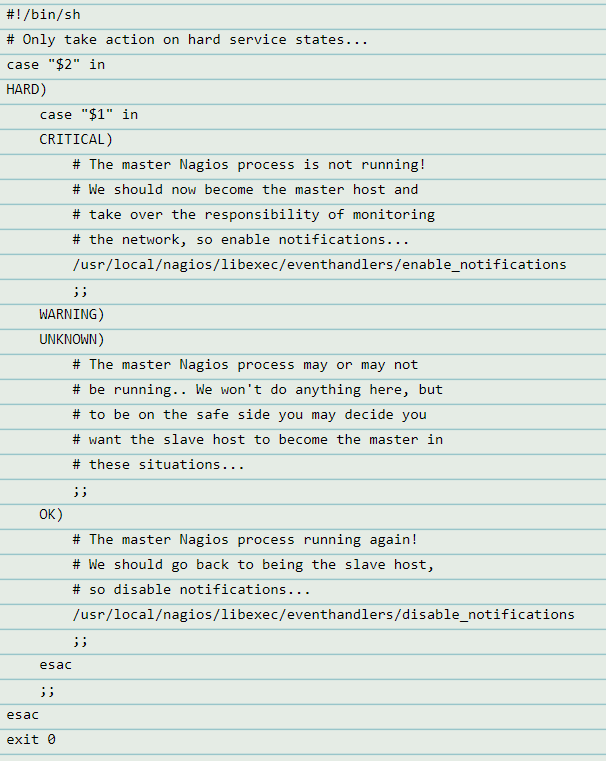 #!/bin/sh
# Only take action on hard service states...
case "$2" in
HARD)
    case "$1" in
    CRITICAL)
        # The master Nagios process is not running!
        # We should now become the master host and
        # take over the responsibility of monitoring
        # the network, so enable notifications...
        /usr/local/nagios/libexec/eventhandlers/enable_notifications
        ;;
    WARNING)
    UNKNOWN)
        # The master Nagios process may or may not
        # be running.. We won't do anything here, but
        # to be on the safe side you may decide you
        # want the slave host to become the master in
        # these situations...
        ;;
    OK)
        # The master Nagios process running again!
        # We should go back to being the slave host,
        # so disable notifications...
        /usr/local/nagios/libexec/eventhandlers/disable_notifications
        ;;
    esac
    ;;
esac
exit 0